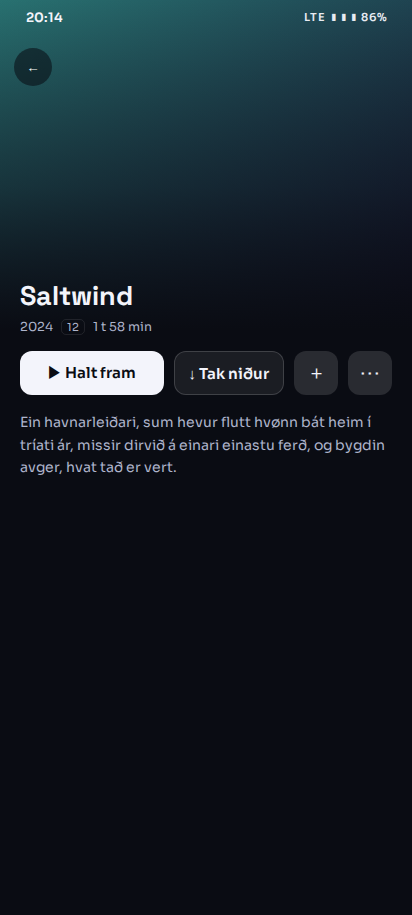 20:14 LTE 86%
←
Saltwind
2024 12 1 t 58 min
▶ Halt fram ↓ Tak niður + ···
Ein havnarleiðari, sum hevur flutt hvønn bát heim í
tríati ár, missir dirvið á einari einastu ferð, og bygdin
avger, hvat tað er vert.